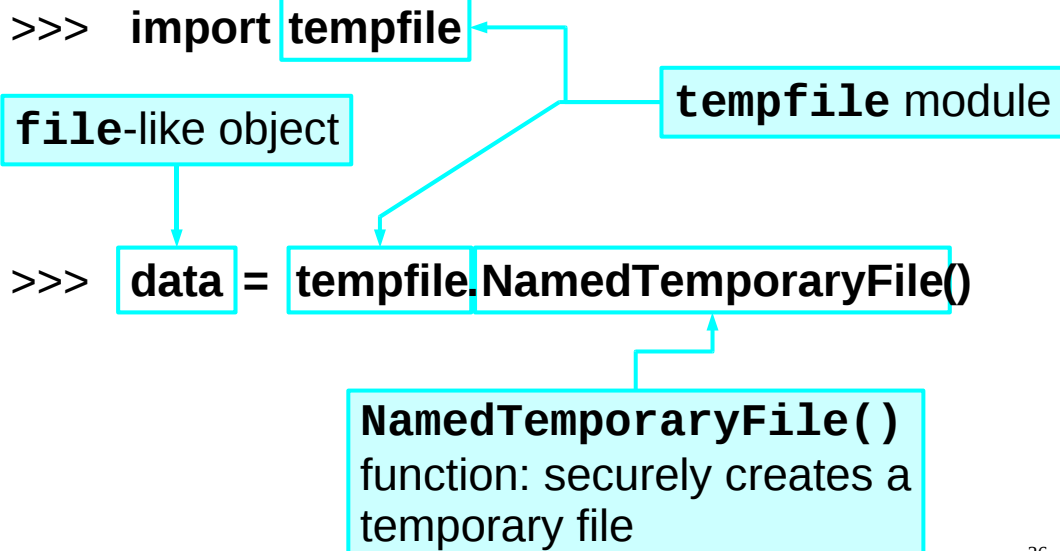 >>> import tempfile
tempfile module
file-like object
>>> data = tempfile.NamedTemporaryFile()
NamedTemporaryFile()
function: securely creates a
temporary file